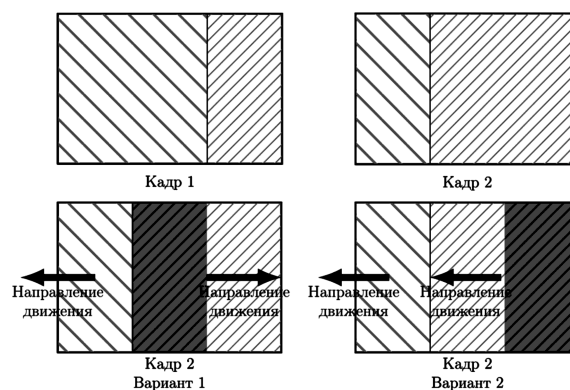 Кадр 1
Кадр 2
Направление
движения
Направление
движения
Кадр 2
Вариант 1
Направление
движения
Направление
движения
Кадр 2
Вариант 2